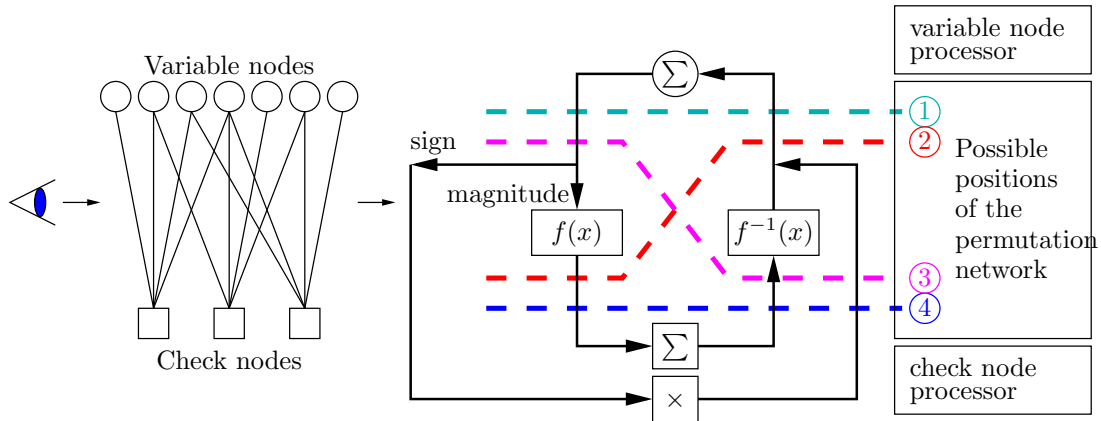 Variable nodes
Check nodes
sign
magnitude
∑
f(x)
f⁻¹(x)
∑
×
variable node
processor
1
2
Possible
positions
of the
permutation
network
3
4
check node
processor